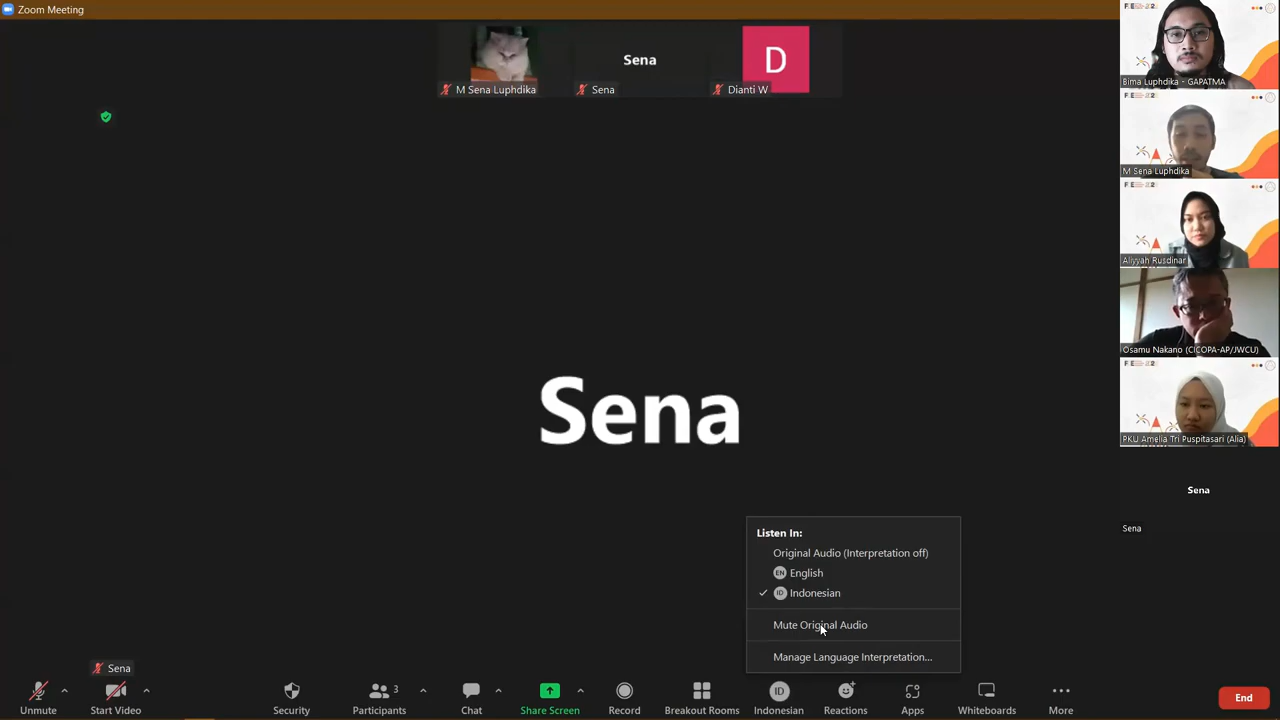 Zoom Meeting
Sena
D
M Sena Luphdika
Sena
Dianti W
Bima Luphdika - GAPATMA
M Sena Luphdika
Aliyyah Rusdinar
Osamu Nakano (CICOPA-AP/JWCU)
PKU Amelia Tri Puspitasari (Alia)
Sena
Sena
Sena
Listen In:
Original Audio (Interpretation off)
EN English
ID Indonesian
Mute Original Audio
Manage Language Interpretation...
Sena
3
ID
Unmute
Start Video
Security
Participants
Chat
Share Screen
Record
Breakout Rooms
Indonesian
Reactions
Apps
Whiteboards
More
End